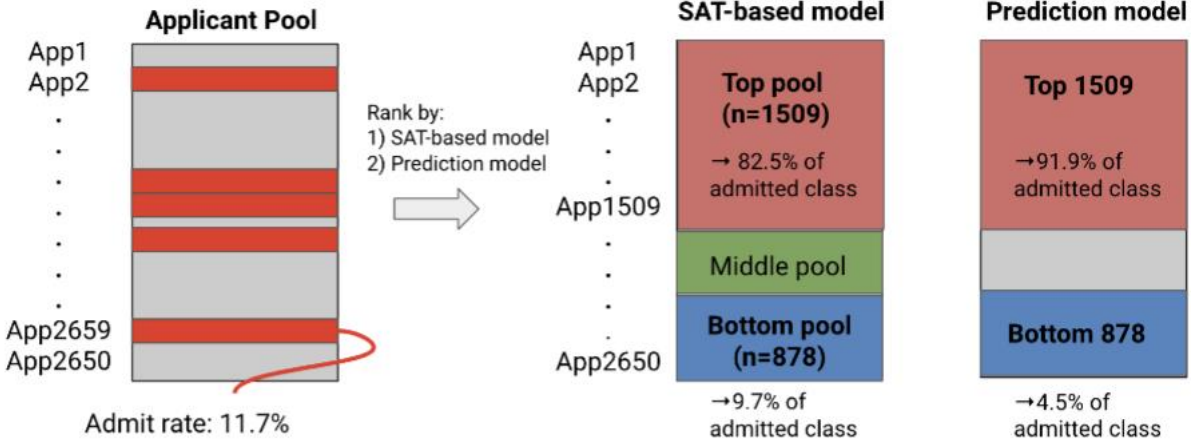 Applicant Pool
App1
App2
.
.
.
.
.
.
.
App2659
App2650
Admit rate: 11.7%
Rank by:
1) SAT-based model
2) Prediction model
SAT-based model
App1
App2
.
.
.
App1509
.
.
.
.
App2650
Top pool
(n=1509)
→ 82.5% of
admitted class
Middle pool
Bottom pool
(n=878)
→9.7% of
admitted class
Prediction model
Top 1509
→91.9% of
admitted class
Bottom 878
→4.5% of
admitted class